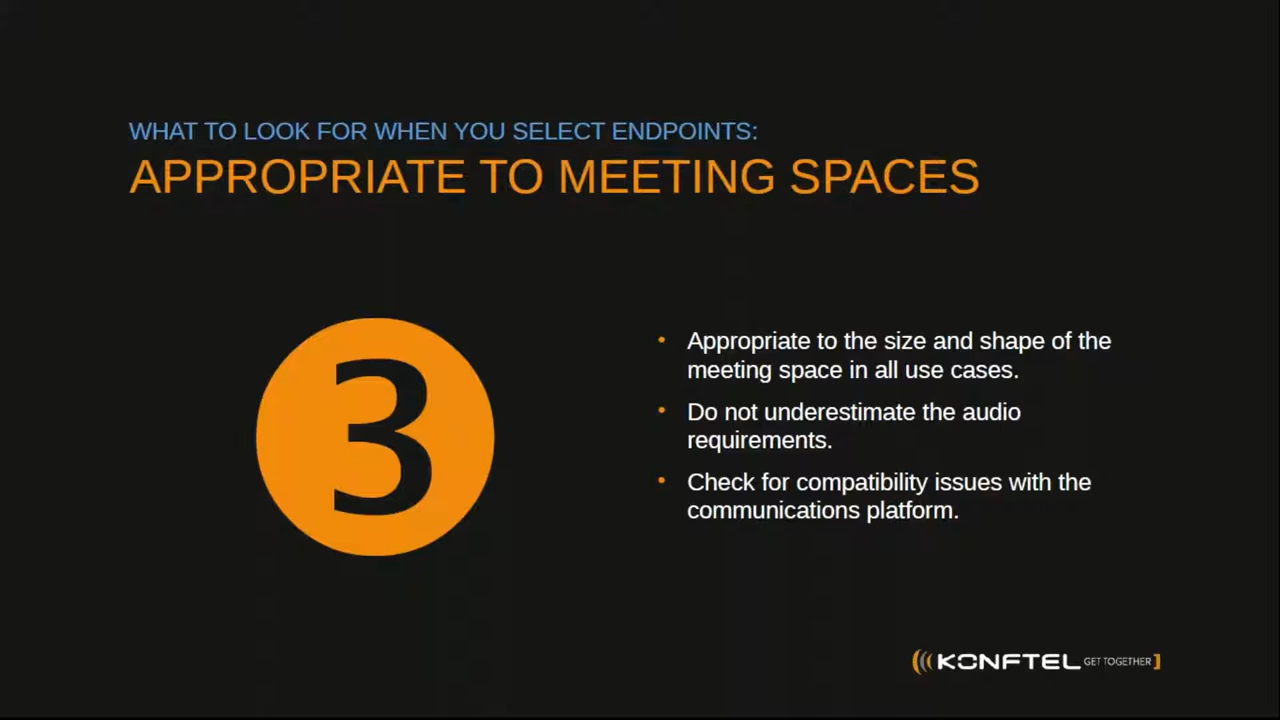 WHAT TO LOOK FOR WHEN YOU SELECT ENDPOINTS:
APPROPRIATE TO MEETING SPACES
3
• Appropriate to the size and shape of the
meeting space in all use cases.
• Do not underestimate the audio
requirements.
• Check for compatibility issues with the
communications platform.
KONFTEL GET TOGETHER